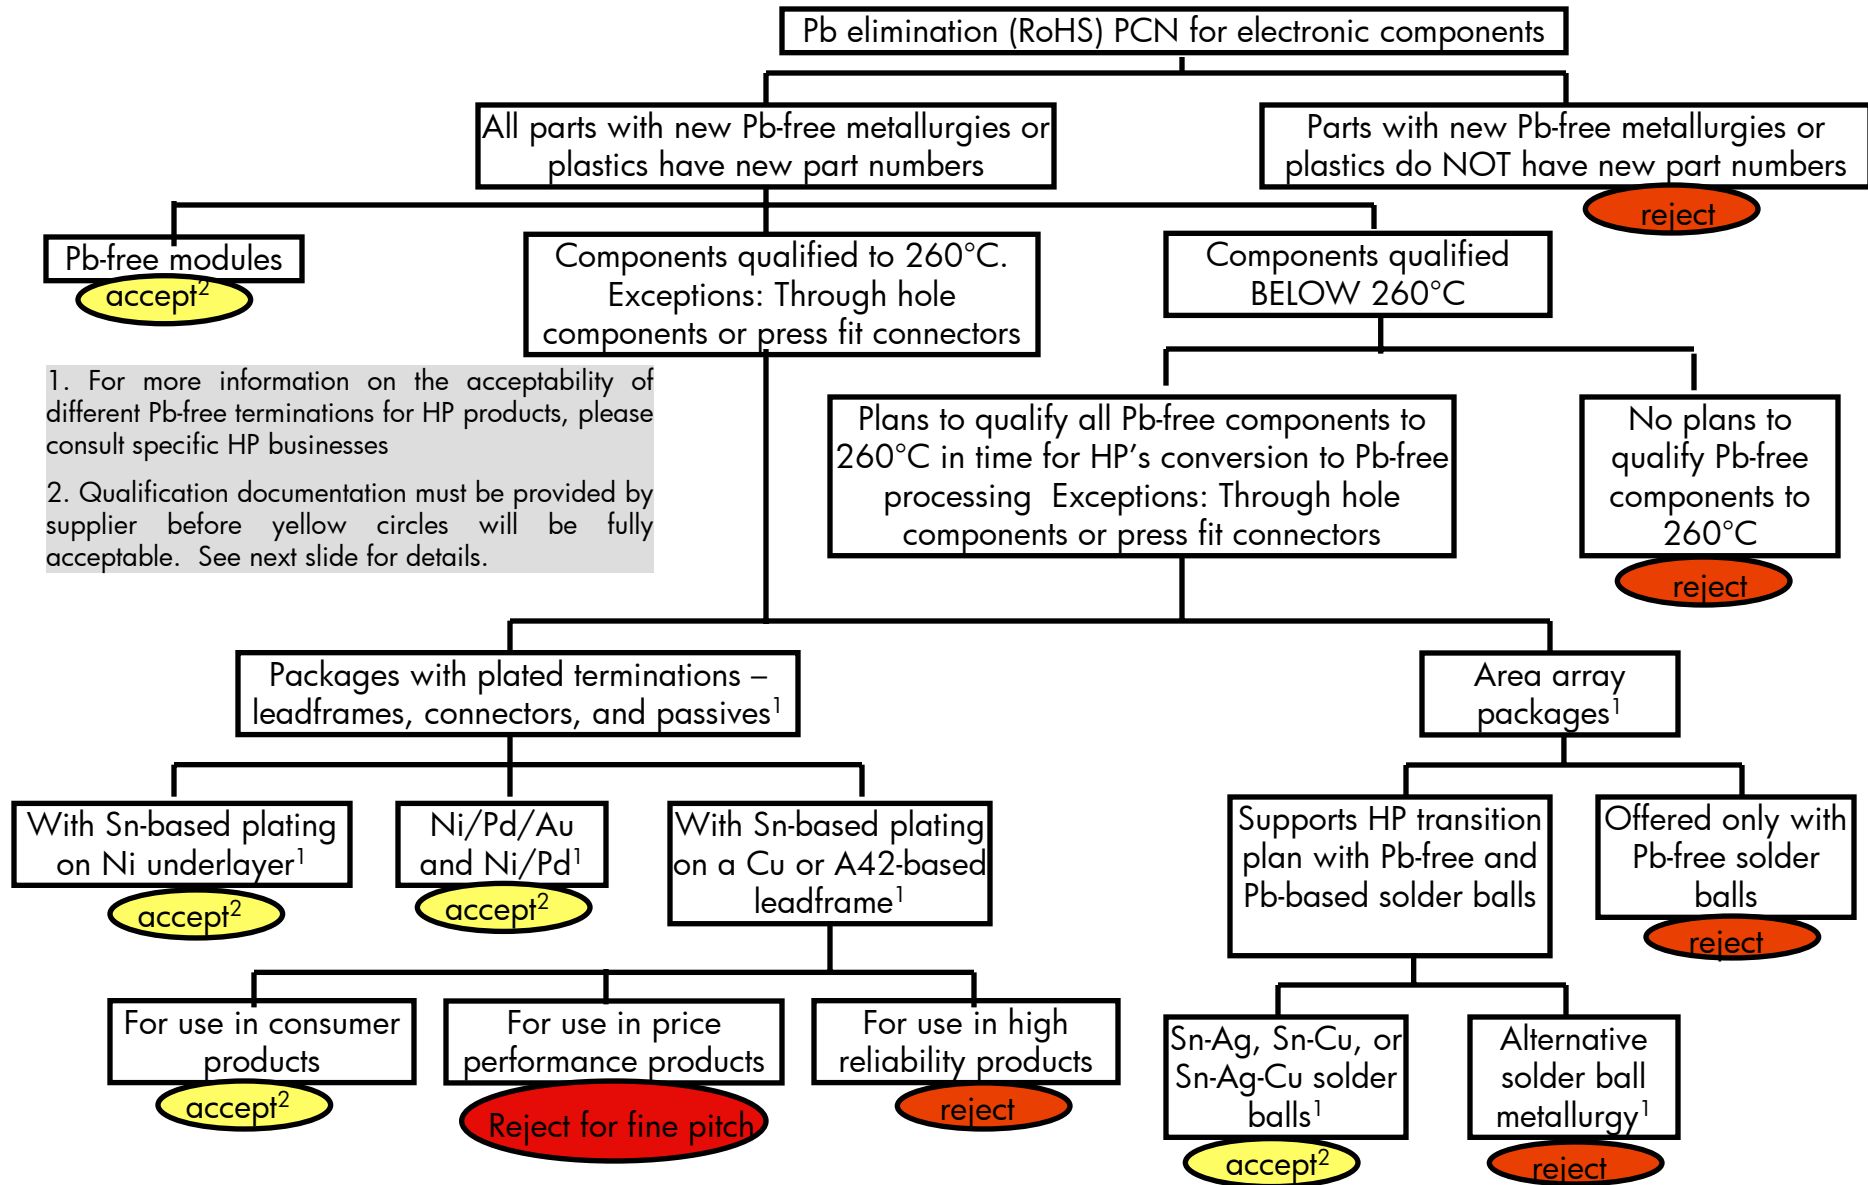 Pb elimination (RoHS) PCN for electronic components
All parts with new Pb-free metallurgies or
plastics have new part numbers
Parts with new Pb-free metallurgies or
plastics do NOT have new part numbers
reject
Pb-free modules
accept2
Components qualified to 260°C.
Exceptions: Through hole
components or press fit connectors
Components qualified
BELOW 260°C
1. For more information on the acceptability of
different Pb-free terminations for HP products, please
consult specific HP businesses
2. Qualification documentation must be provided by
supplier before yellow circles will be fully
acceptable. See next slide for details.
Plans to qualify all Pb-free components to
260°C in time for HP's conversion to Pb-free
processing Exceptions: Through hole
components or press fit connectors
No plans to
qualify Pb-free
components to
260°C
reject
Packages with plated terminations –
leadframes, connectors, and passives1
Area array
packages1
With Sn-based plating
on Ni underlayer1
accept2
Ni/Pd/Au
and Ni/Pd1
accept2
With Sn-based plating
on a Cu or A42-based
leadframe1
Supports HP transition
plan with Pb-free and
Pb-based solder balls
Offered only with
Pb-free solder
balls
reject
For use in consumer
products
accept2
For use in price
performance products
Reject for fine pitch
For use in high
reliability products
reject
Sn-Ag, Sn-Cu, or
Sn-Ag-Cu solder
balls1
accept2
Alternative
solder ball
metallurgy1
reject